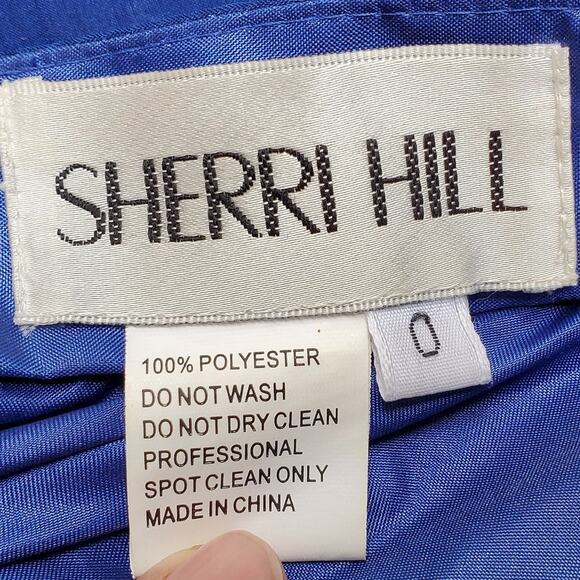 SHERRI HILL
0
100% POLYESTER
DO NOT WASH
DO NOT DRY CLEAN
PROFESSIONAL
SPOT CLEAN ONLY
MADE IN CHINA